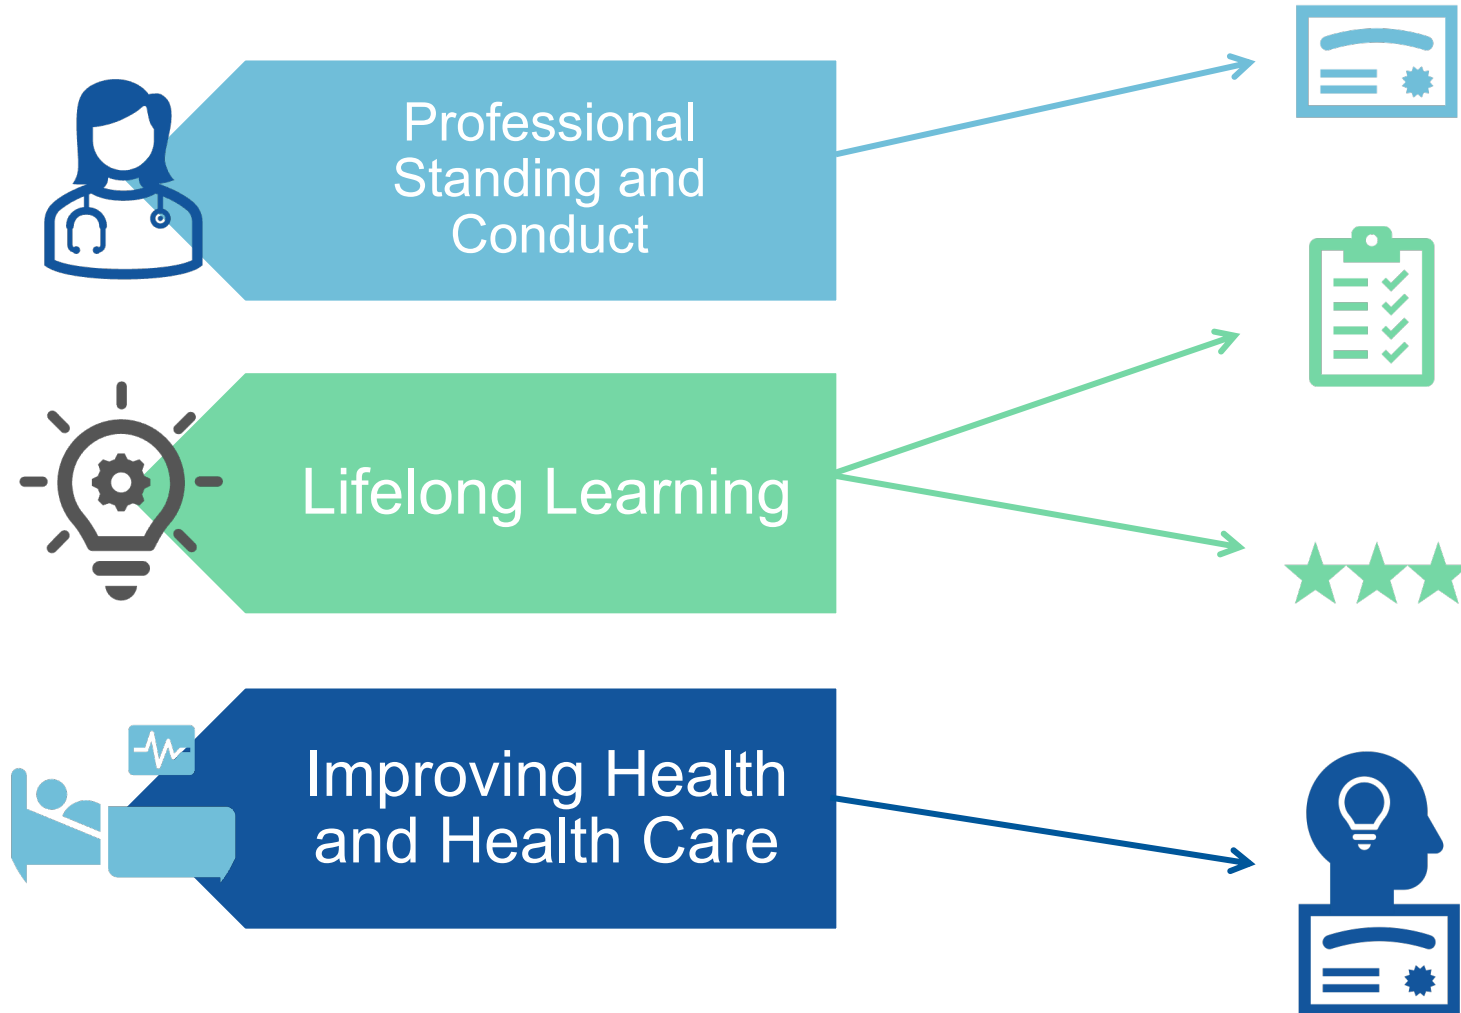 Professional
Standing and
Conduct
Lifelong Learning
Improving Health
and Health Care